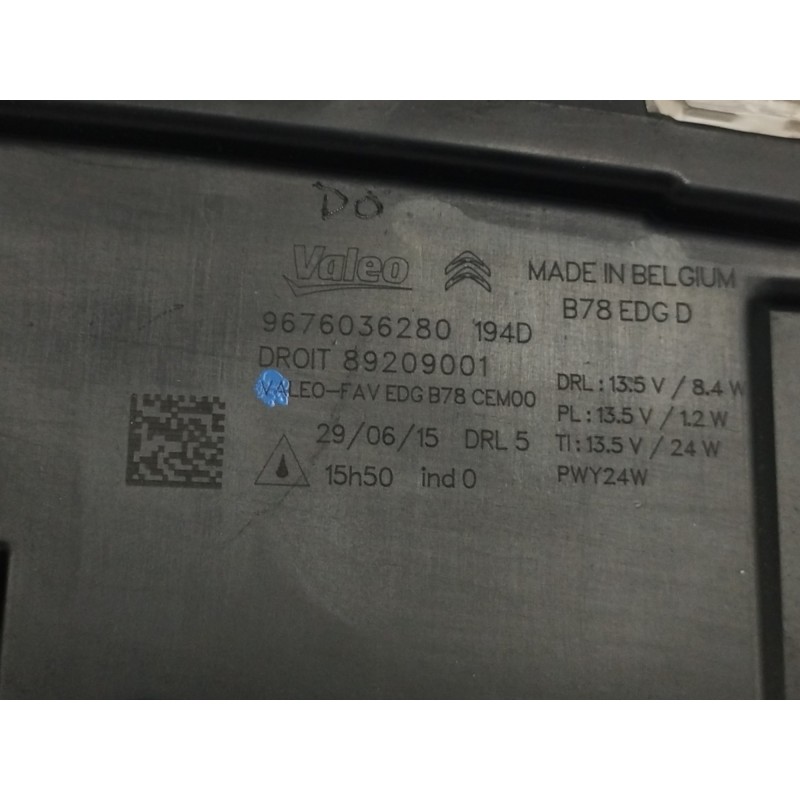 DO
Valeo
MADE IN BELGIUM
B78 EDG D
9676036280 194D
DROIT 89209001
VALEO-FAV EDG B78 CEM00
29/06/15 DRL 5
15h50 ind 0
DRL : 13.5 V / 8.4 W
PL : 13.5 V / 1.2 W
TI : 13.5 V / 24 W
PWY24W